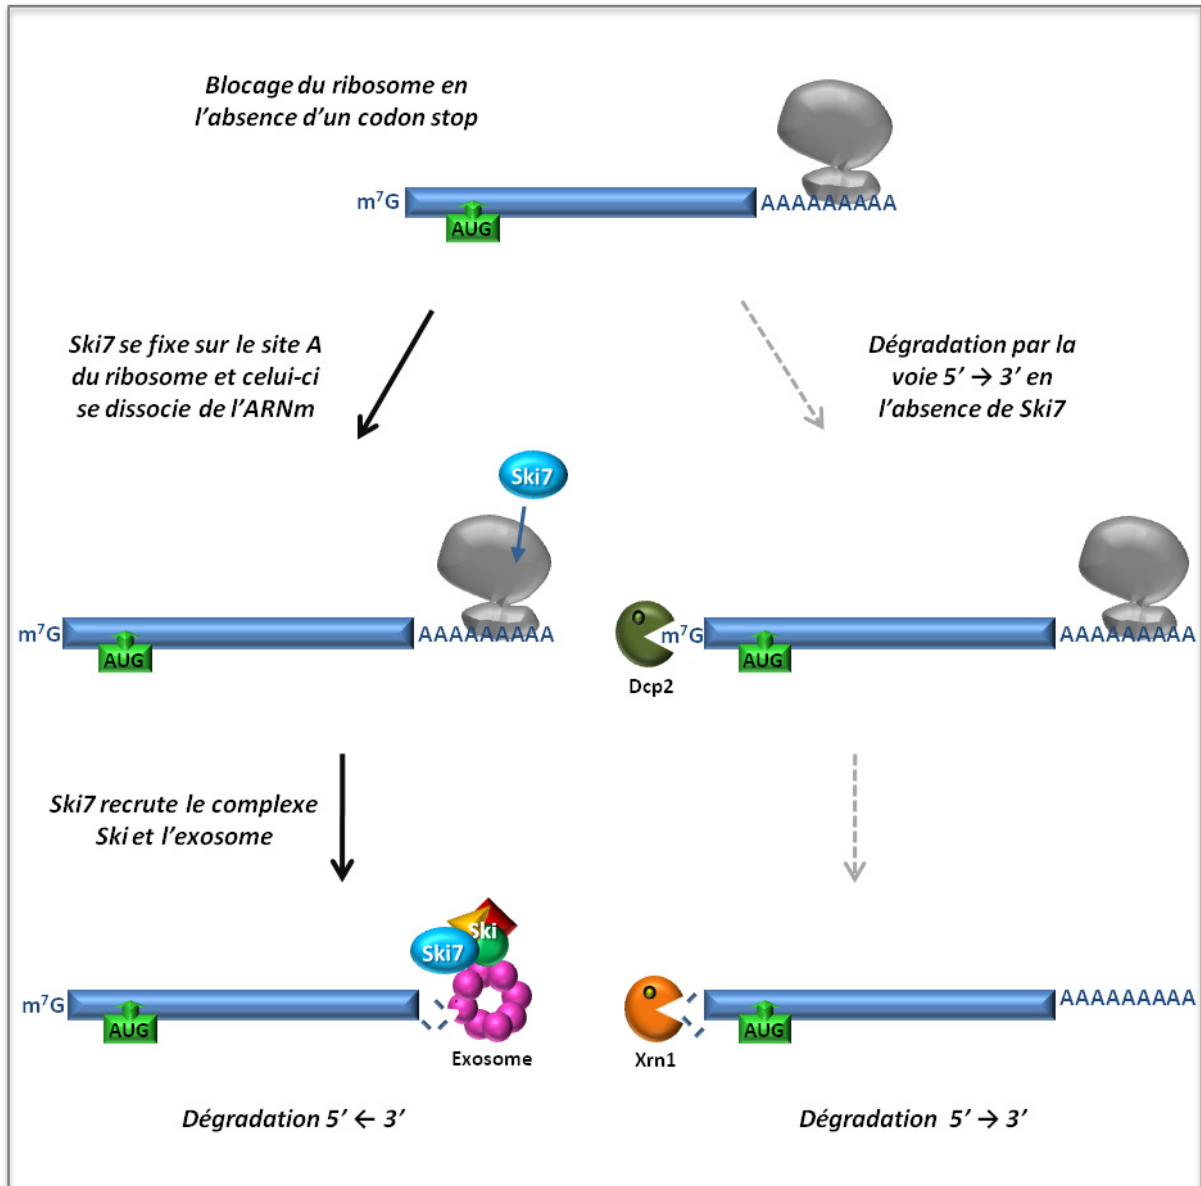 Blocage du ribosome en
l'absence d'un codon stop
m⁷G
AUG
AAAAAAAAA
Ski7 se fixe sur le site A
du ribosome et celui-ci
se dissocie de l'ARNm
Dégradation par la
voie 5' → 3' en
l'absence de Ski7
Ski7
m⁷G
AUG
AAAAAAAAA
Dcp2
m⁷G
AUG
AAAAAAAAA
Ski7 recrute le complexe
Ski et l'exosome
m⁷G
AUG
Ski7
Ski
Exosome
Xrn1
AUG
AAAAAAAAA
Dégradation 5' ← 3'
Dégradation 5' → 3'